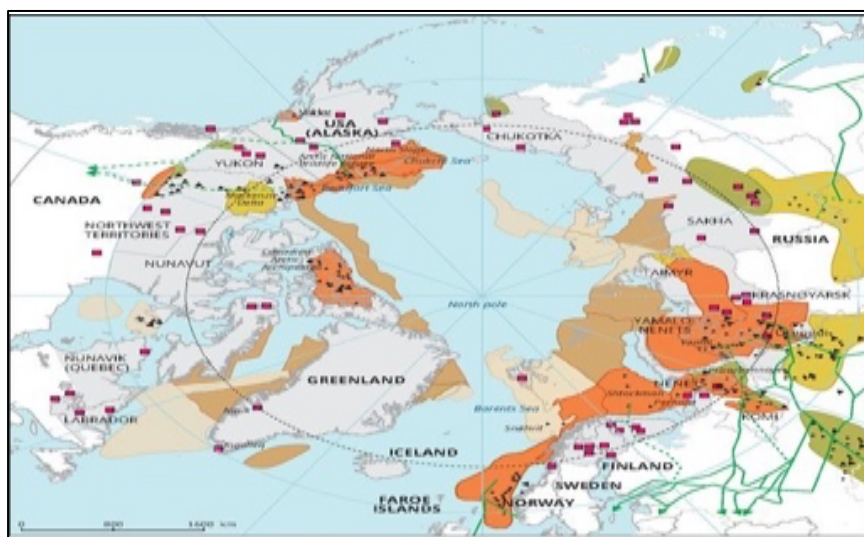 USA
(ALASKA)
CHUKOTKA
YUKON
Chukchi Sea
Beaufort Sea
CANADA
NORTHWEST
TERRITORIES
NUNAVUT
SAKHA
RUSSIA
TAIMYR
North pole
KRASNOYARSK
YAMALO
NENETS
NUNAVIK
(QUEBEC)
GREENLAND
NENETS
LABRADOR
Nuuk
Barents Sea
KOMI
ICELAND
FINLAND
SWEDEN
FAROE
ISLANDS
NORWAY
0 800 1600 km